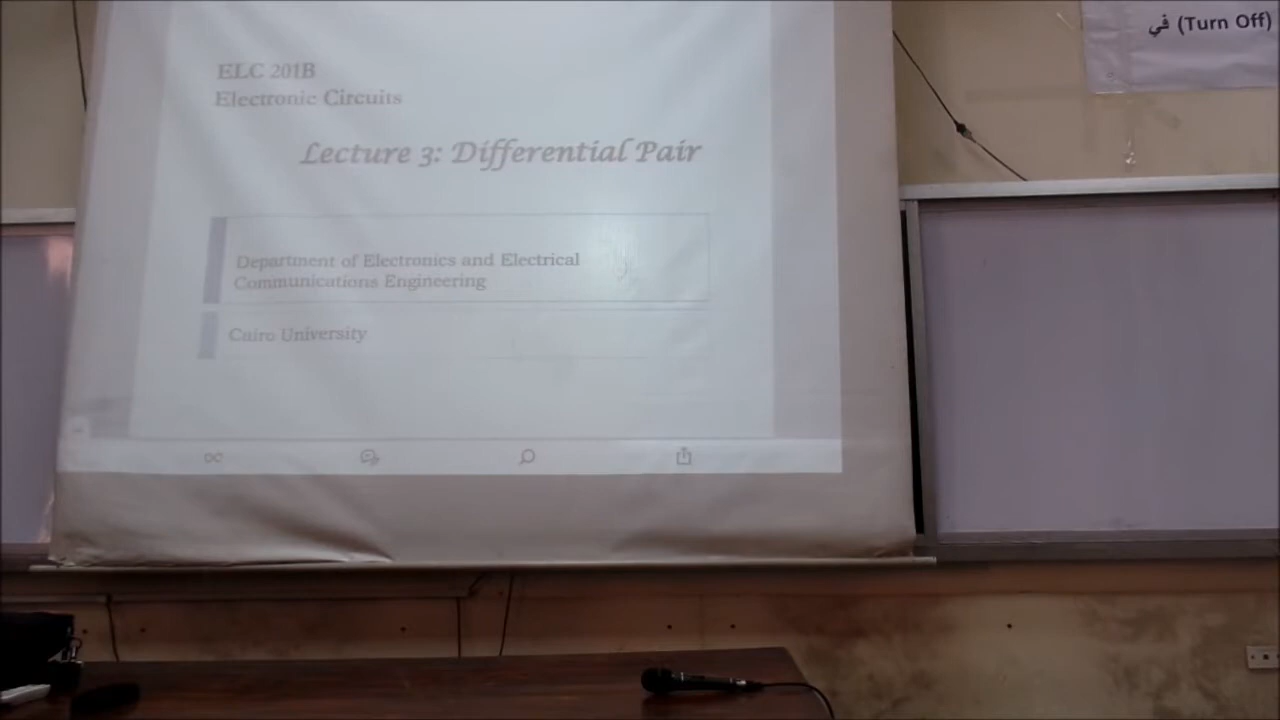 ELC 201B
Electronic Circuits
Lecture 3: Differential Pair
Department of Electronics and Electrical
Communications Engineering
Cairo University
في (Turn Off)